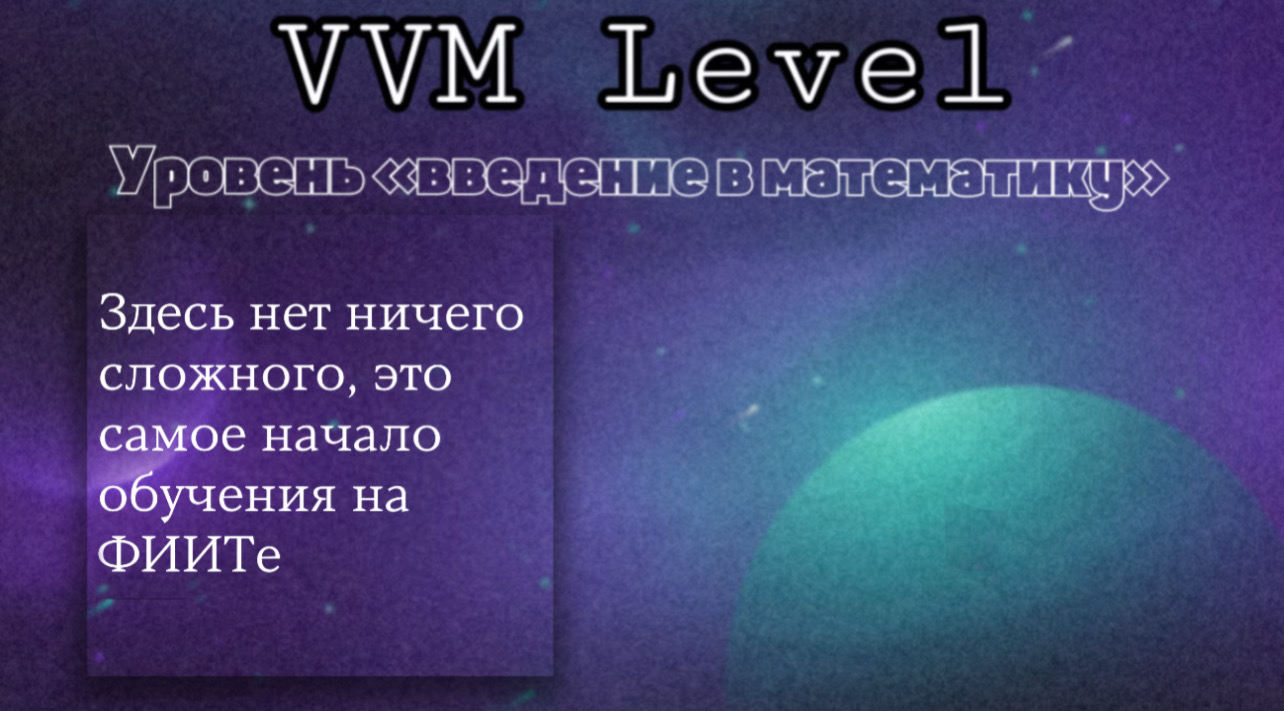 VVM Level
Уровень «введение в математику»
Здесь нет ничего
сложного, это
самое начало
обучения на
ФИИТе